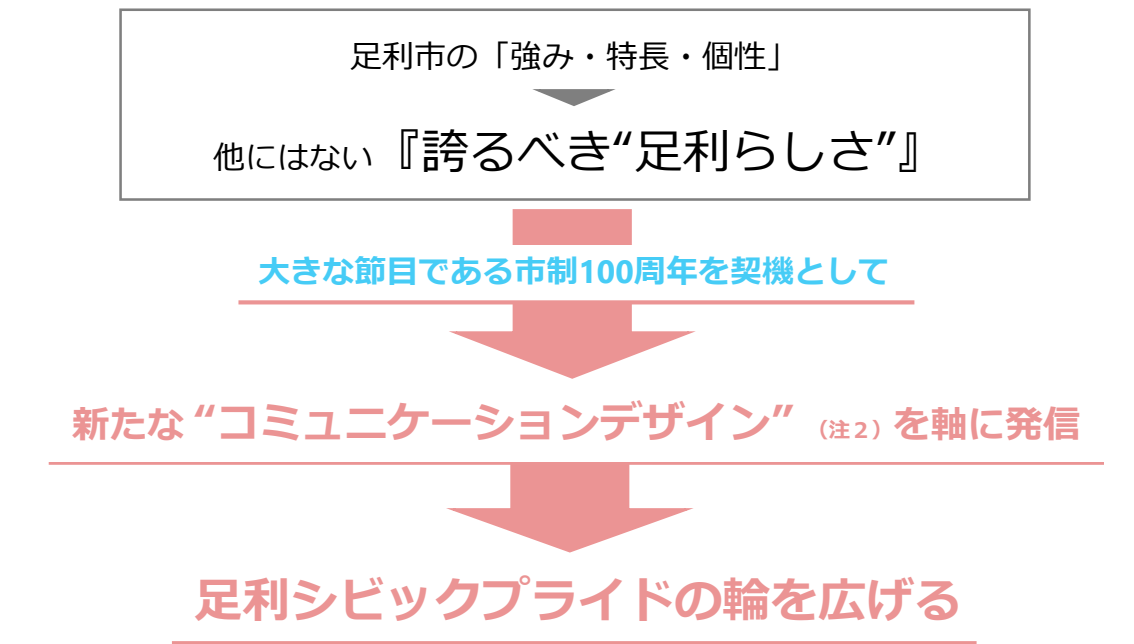 足利市の「強み・特長・個性」
他にはない『誇るべき“足利らしさ”』
大きな節目である市制100周年を契機として
新たな“コミュニケーションデザイン”（注２）を軸に発信
足利シビックプライドの輪を広げる